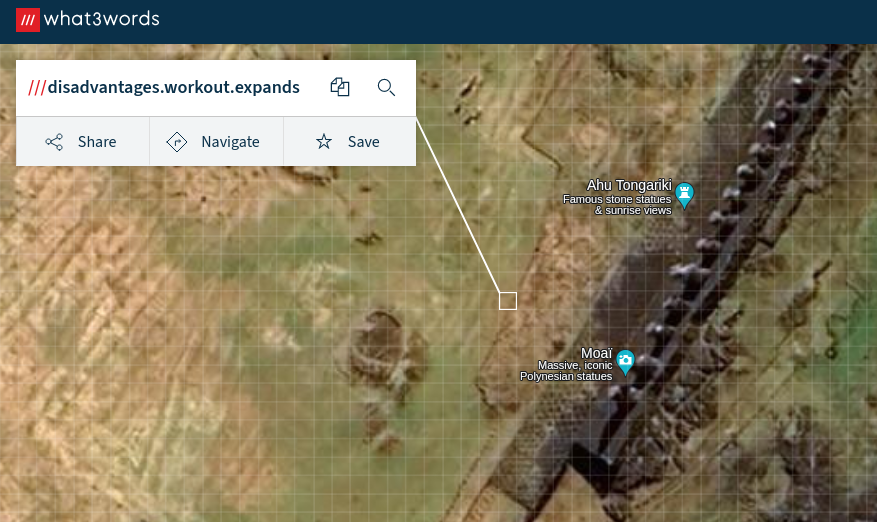 what3words
///disadvantages.workout.expands
Share
Navigate
Save
Ahu Tongariki
Famous stone statues
& sunrise views
Moaï
Massive, iconic
Polynesian statues